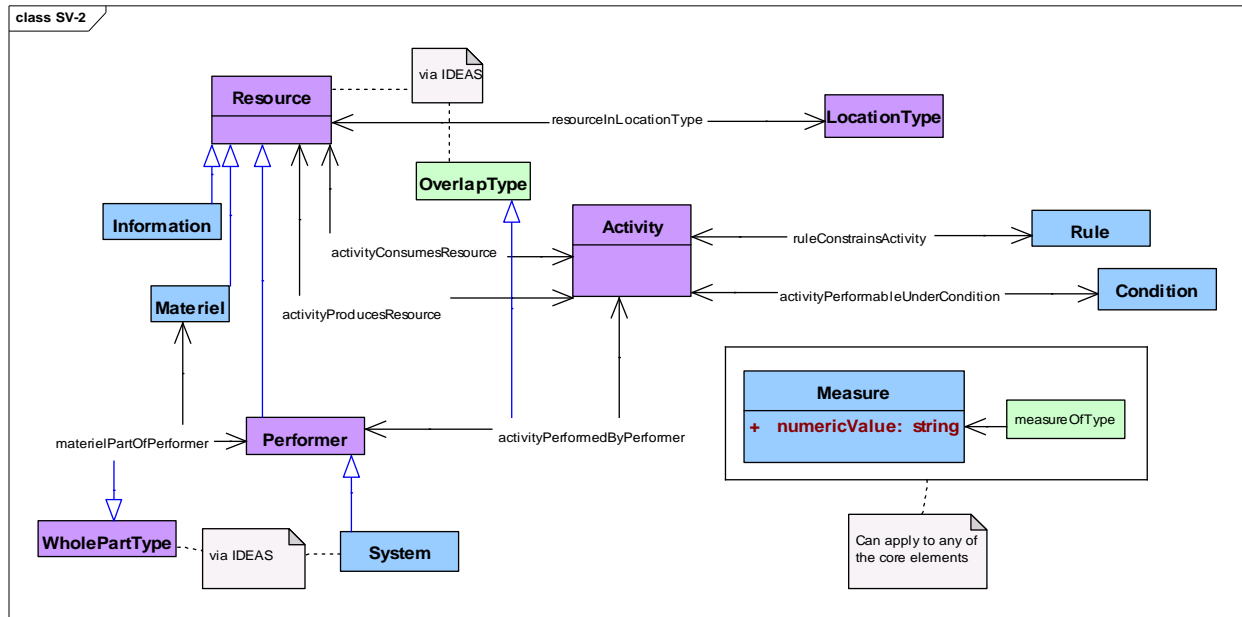 class SV-2
via IDEAS
Resource
resourceInLocationType
LocationType
OverlapType
Information
Activity
ruleConstrainsActivity
Rule
activityConsumesResource
activityPerformableUnderCondition
Condition
Materiel
activityProducesResource
Measure
+ numericValue: string
measureOfType
materielPartOfPerformer
Performer
activityPerformedByPerformer
WholePartType
via IDEAS
System
Can apply to any of
the core elements